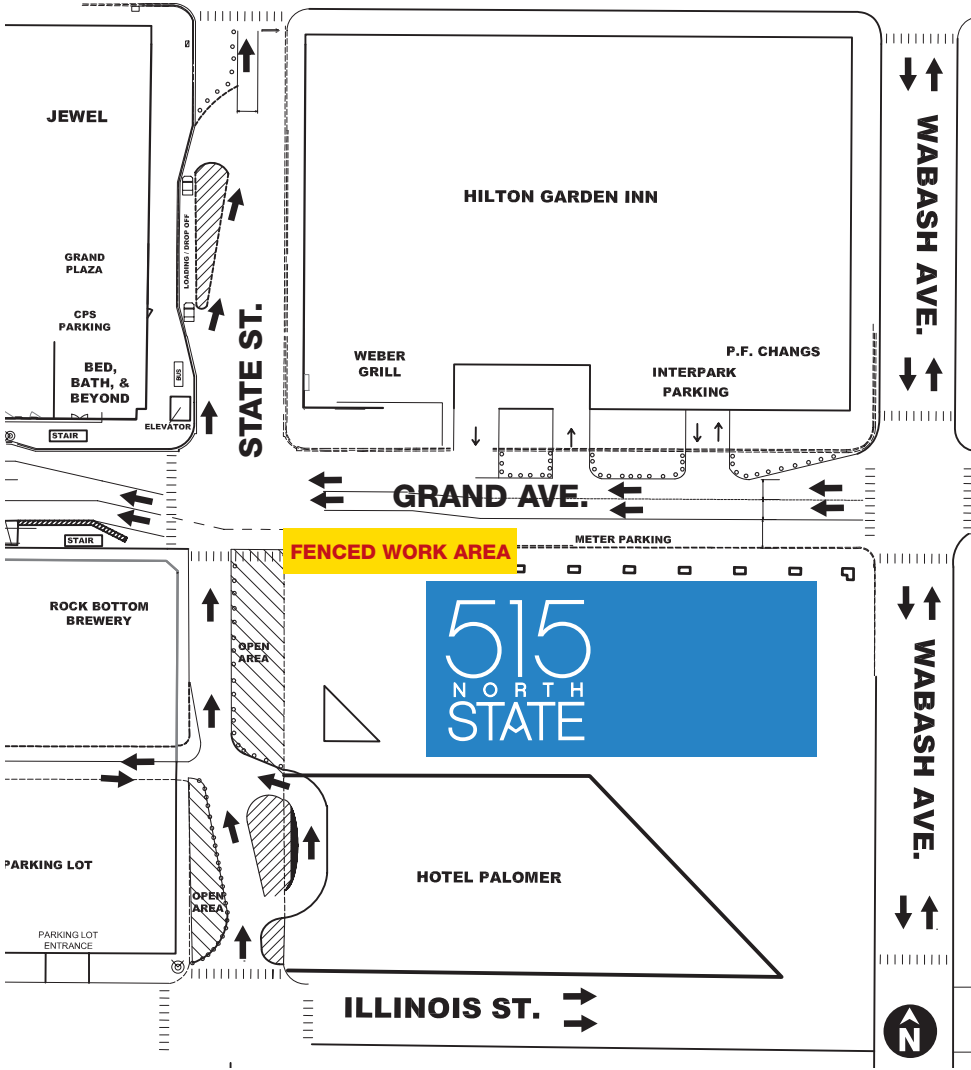 JEWEL
HILTON GARDEN INN
WABASH AVE.
LOADING / DROP OFF
GRAND
PLAZA
CPS
PARKING
STATE ST.
WEBER
GRILL
P.F. CHANGS
INTERPARK
PARKING
BED,
BATH, &
BEYOND
BUS
ELEVATOR
STAIR
GRAND AVE.
STAIR
METER PARKING
FENCED WORK AREA
ROCK BOTTOM
BREWERY
515
NORTH
STATE
OPEN
AREA
WABASH AVE.
PARKING LOT
HOTEL PALOMER
OPEN
AREA
PARKING LOT
ENTRANCE
ILLINOIS ST.
N